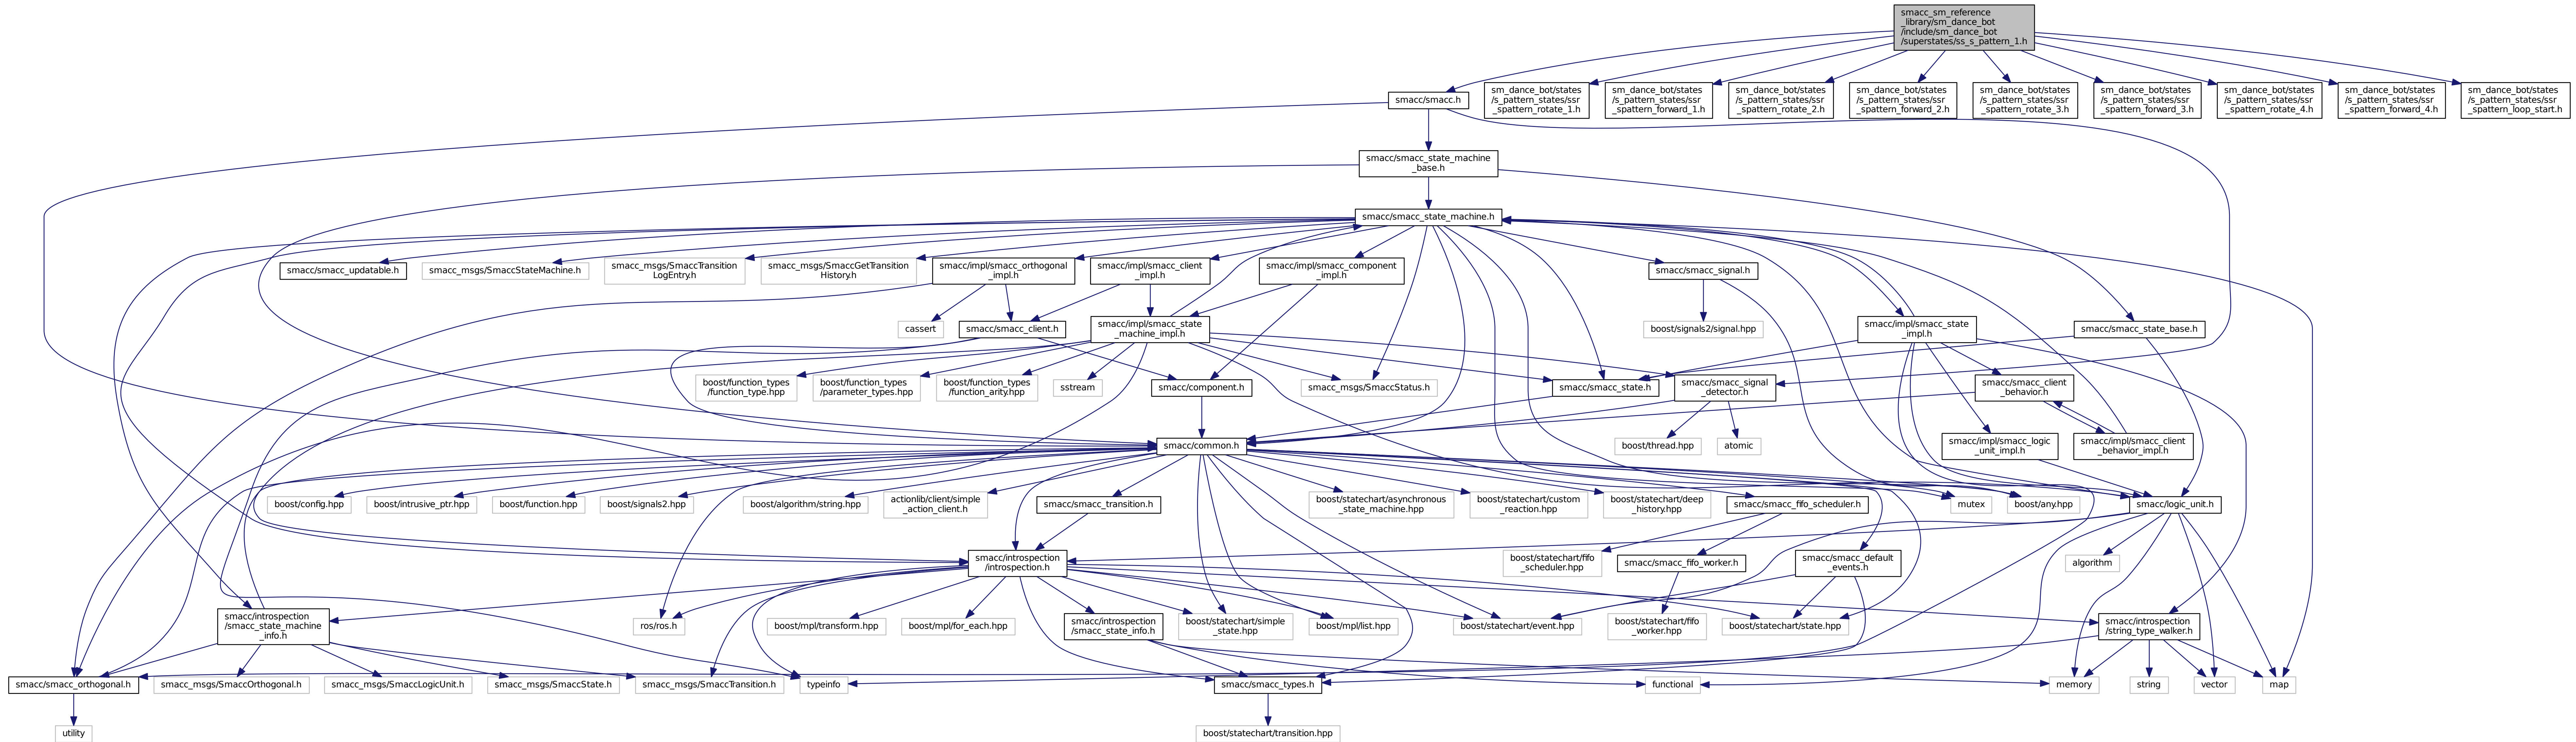 smacc_sm_reference
_library/sm_dance_bot
/include/sm_dance_bot
/superstates/ss_s_pattern_1.h
smacc/smacc.h
sm_dance_bot/states
/s_pattern_states/ssr
_spattern_rotate_1.h
sm_dance_bot/states
/s_pattern_states/ssr
_spattern_forward_1.h
sm_dance_bot/states
/s_pattern_states/ssr
_spattern_rotate_2.h
sm_dance_bot/states
/s_pattern_states/ssr
_spattern_forward_2.h
sm_dance_bot/states
/s_pattern_states/ssr
_spattern_rotate_3.h
sm_dance_bot/states
/s_pattern_states/ssr
_spattern_forward_3.h
sm_dance_bot/states
/s_pattern_states/ssr
_spattern_rotate_4.h
sm_dance_bot/states
/s_pattern_states/ssr
_spattern_forward_4.h
sm_dance_bot/states
/s_pattern_states/ssr
_spattern_loop_start.h
smacc/smacc_state_machine
_base.h
smacc/smacc_state_machine.h
smacc/smacc_updatable.h
smacc_msgs/SmaccStateMachine.h
smacc_msgs/SmaccTransition
LogEntry.h
smacc_msgs/SmaccGetTransition
History.h
smacc/impl/smacc_orthogonal
_impl.h
smacc/impl/smacc_client
_impl.h
smacc/impl/smacc_component
_impl.h
smacc/smacc_signal.h
cassert
smacc/smacc_client.h
smacc/impl/smacc_state
_machine_impl.h
boost/signals2/signal.hpp
smacc/impl/smacc_state
_impl.h
smacc/smacc_state_base.h
boost/function_types
/function_type.hpp
boost/function_types
/parameter_types.hpp
boost/function_types
/function_arity.hpp
sstream
smacc/component.h
smacc_msgs/SmaccStatus.h
smacc/smacc_state.h
smacc/smacc_signal
_detector.h
smacc/smacc_client
_behavior.h
smacc/common.h
boost/thread.hpp
atomic
smacc/impl/smacc_logic
_unit_impl.h
smacc/impl/smacc_client
_behavior_impl.h
boost/config.hpp
boost/intrusive_ptr.hpp
boost/function.hpp
boost/signals2.hpp
boost/algorithm/string.hpp
actionlib/client/simple
_action_client.h
smacc/smacc_transition.h
boost/statechart/asynchronous
_state_machine.hpp
boost/statechart/custom
_reaction.hpp
boost/statechart/deep
_history.hpp
smacc/smacc_fifo_scheduler.h
mutex
boost/any.hpp
smacc/logic_unit.h
smacc/introspection
/introspection.h
boost/statechart/fifo
_scheduler.hpp
smacc/smacc_fifo_worker.h
smacc/smacc_default
_events.h
algorithm
smacc/introspection
/smacc_state_machine
_info.h
ros/ros.h
boost/mpl/transform.hpp
boost/mpl/for_each.hpp
smacc/introspection
/smacc_state_info.h
boost/statechart/simple
_state.hpp
boost/mpl/list.hpp
boost/statechart/event.hpp
boost/statechart/fifo
_worker.hpp
boost/statechart/state.hpp
smacc/introspection
/string_type_walker.h
smacc/smacc_orthogonal.h
smacc_msgs/SmaccOrthogonal.h
smacc_msgs/SmaccLogicUnit.h
smacc_msgs/SmaccState.h
smacc_msgs/SmaccTransition.h
typeinfo
smacc/smacc_types.h
functional
memory
string
vector
map
utility
boost/statechart/transition.hpp